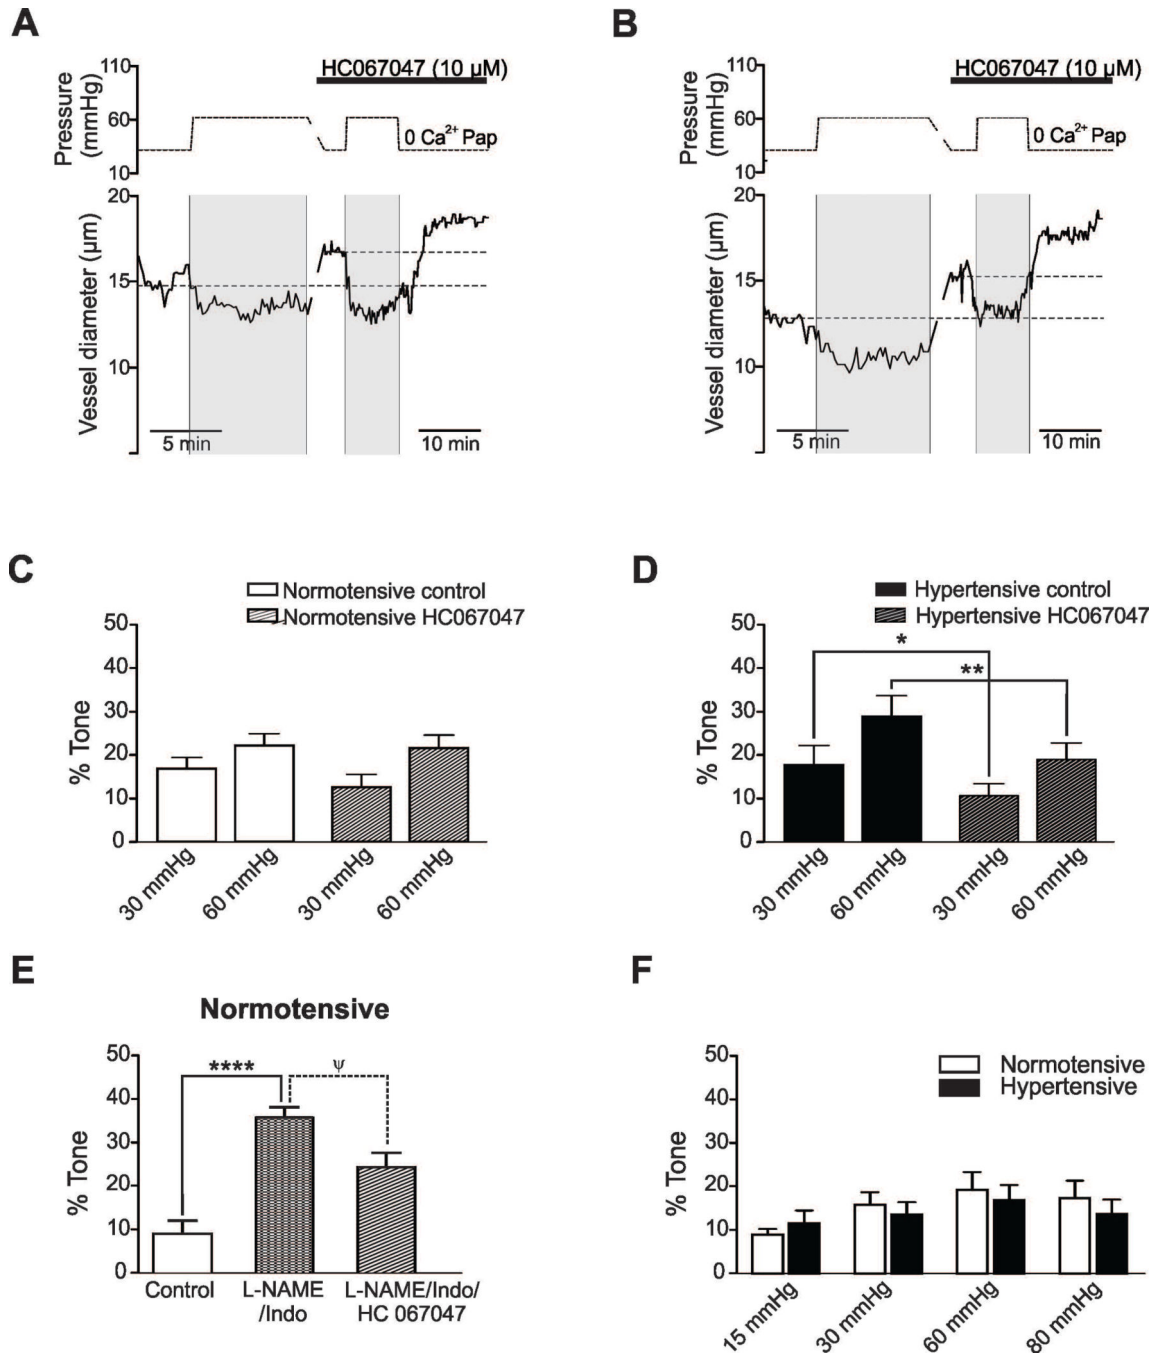 A
HC067047 (10 µM)
Pressure
(mmHg)
110
60
10
0 Ca2+ Pap
Vessel diameter (µm)
20
15
10
5 min
10 min
B
HC067047 (10 µM)
Pressure
(mmHg)
110
60
10
0 Ca2+ Pap
Vessel diameter (µm)
20
15
10
5 min
10 min
C
Normotensive control
Normotensive HC067047
% Tone
50
40
30
20
10
0
30 mmHg
60 mmHg
30 mmHg
60 mmHg
D
Hypertensive control
Hypertensive HC067047
% Tone
50
40
30
20
10
0
*
**
30 mmHg
60 mmHg
30 mmHg
60 mmHg
E
Normotensive
% Tone
50
40
30
20
10
0
****
ψ
Control
L-NAME
/Indo
L-NAME/Indo/
HC 067047
F
Normotensive
Hypertensive
% Tone
50
40
30
20
10
0
15 mmHg
30 mmHg
60 mmHg
80 mmHg